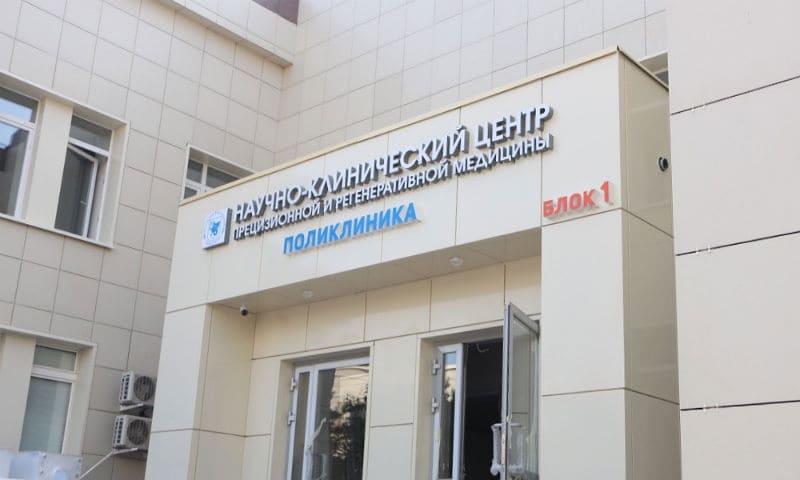 НАУЧНО-КЛИНИЧЕСКИЙ ЦЕНТР
ПРЕЦИЗИОННОЙ И РЕГЕНЕРАТИВНОЙ МЕДИЦИНЫ
ПОЛИКЛИНИКА
БЛОК 1